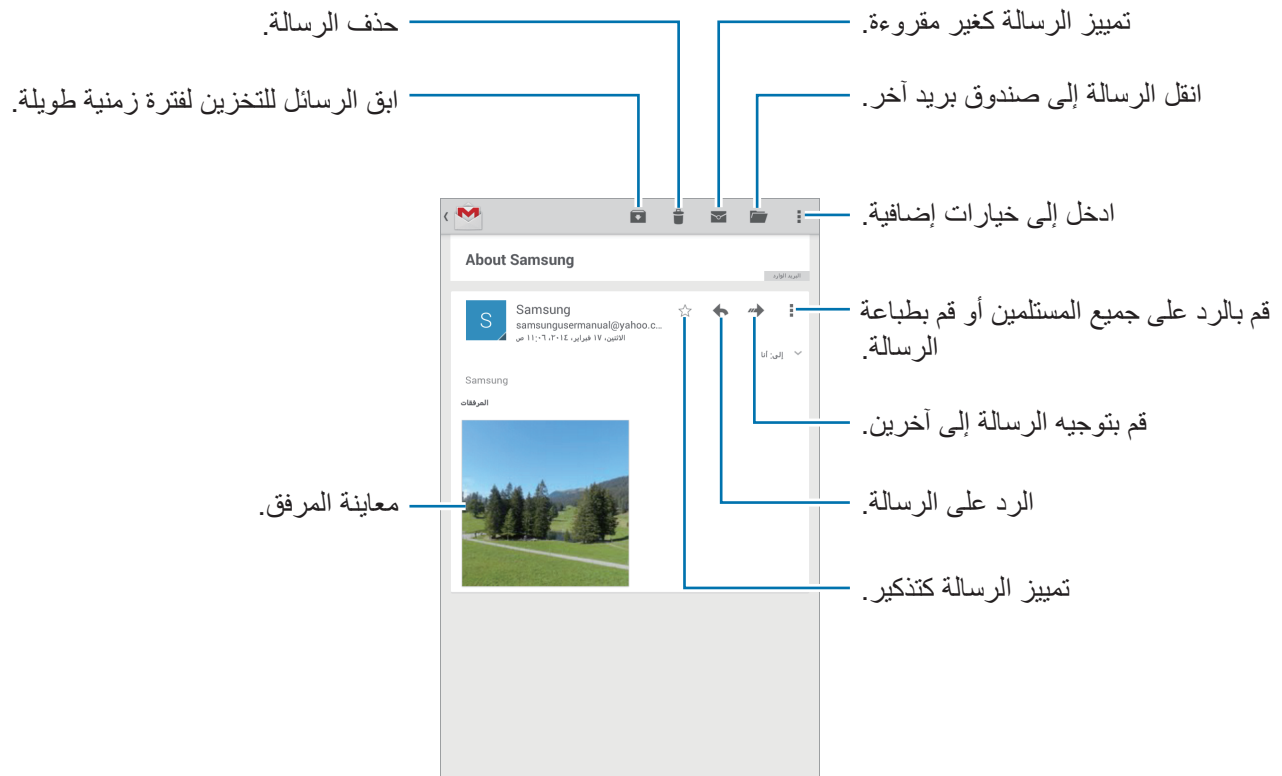 تمييز الرسالة كغير مقروءة.
حذف الرسالة.
انقل الرسالة إلى صندوق بريد آخر.
ابق الرسائل للتخزين لفترة زمنية طويلة.
ادخل إلى خيارات إضافية.
About Samsung
البريد الوارد
S
Samsung
samsungusermanual@yahoo.c...
الاثنين، ١٧ فبراير، ٢٠١٤، ١١:٠٦ ص
إلى: أنا
قم بالرد على جميع المستلمين أو قم بطباعة
الرسالة.
Samsung
المرفقات
قم بتوجيه الرسالة إلى آخرين.
الرد على الرسالة.
معاينة المرفق.
تمييز الرسالة كتذكير.